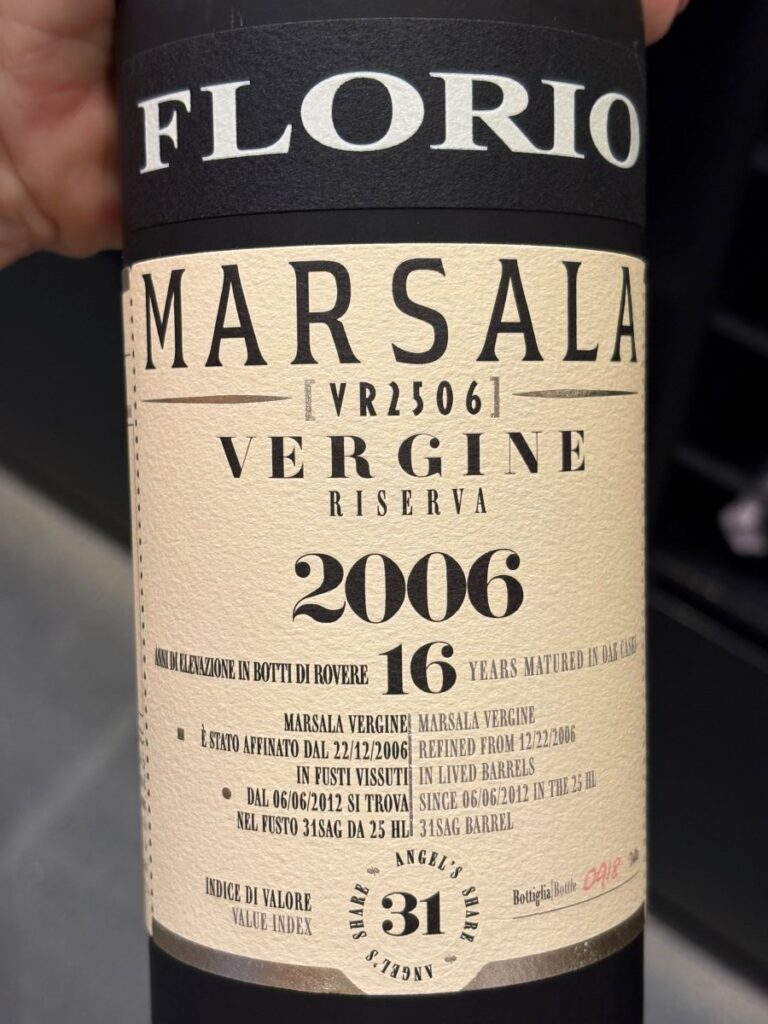 FLORIO
MARSALA
[VR2506]
VERGINE
RISERVA
2006
ANNI DI ELEVAZIONE IN BOTTI DI ROVERE 16 YEARS MATURED IN OAK CASKS
MARSALA VERGINE MARSALA VERGINE
È STATO AFFINATO DAL 22/12/2006 REFINED FROM 12/22/2006
IN FUSTI VISSUTI IN LIVED BARRELS
DAL 06/06/2012 SI TROVA SINCE 06/06/2012 IN THE 25 HL
NEL FUSTO 31SAG DA 25 HL 31SAG BARREL
INDICE DI VALORE
VALUE INDEX
ANGEL'S SHARE % ANGEL'S SHARE %
31
Bottiglia|Bottle 0918